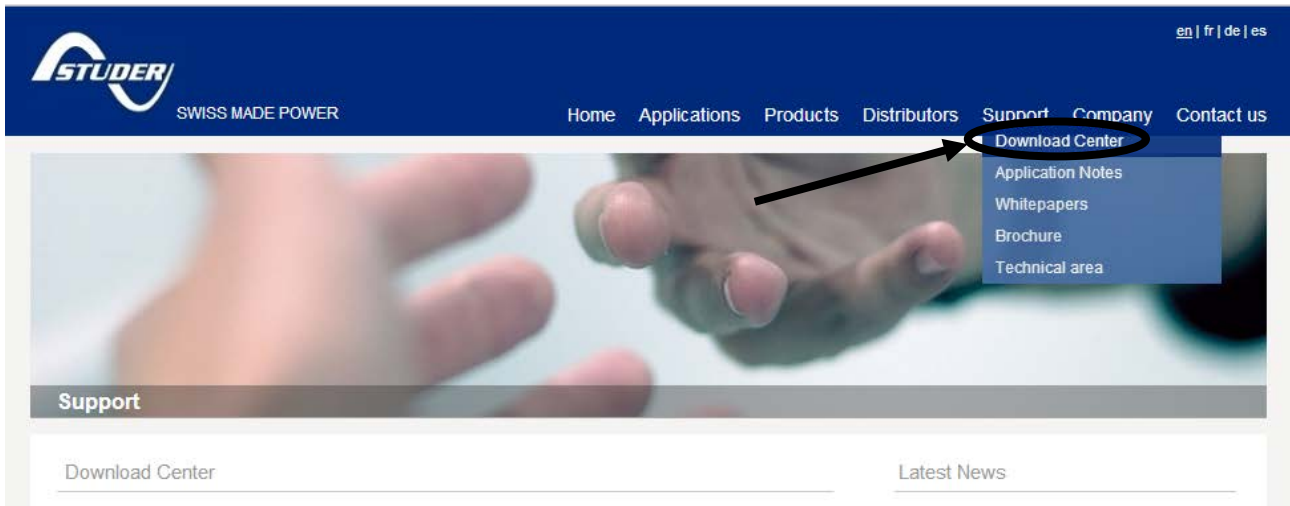 en | fr | de | es
STUDER
SWISS MADE POWER
Home Applications Products Distributors Support Company Contact us
Download Center
Application Notes
Whitepapers
Brochure
Technical area
Support
Download Center
Latest News